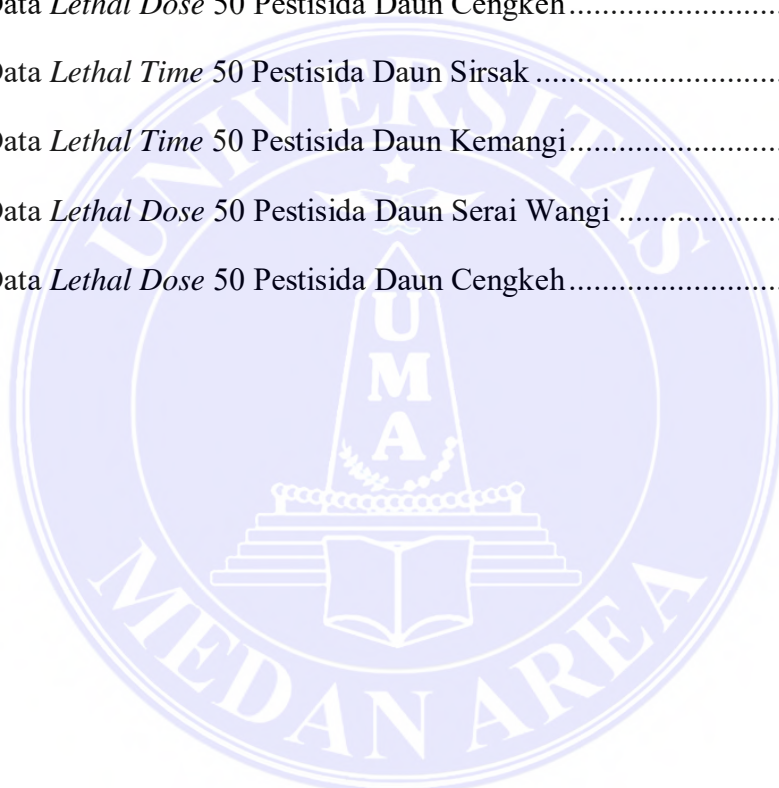 Data Lethal Dose 50 Pestisida Daun Cengkeh............................
Data Lethal Time 50 Pestisida Daun Sirsak ...............................
Data Lethal Time 50 Pestisida Daun Kemangi............................
Data Lethal Dose 50 Pestisida Daun Serai Wangi ......................
Data Lethal Dose 50 Pestisida Daun Cengkeh............................
UNIVERSITAS
UMA
MEDAN AREA